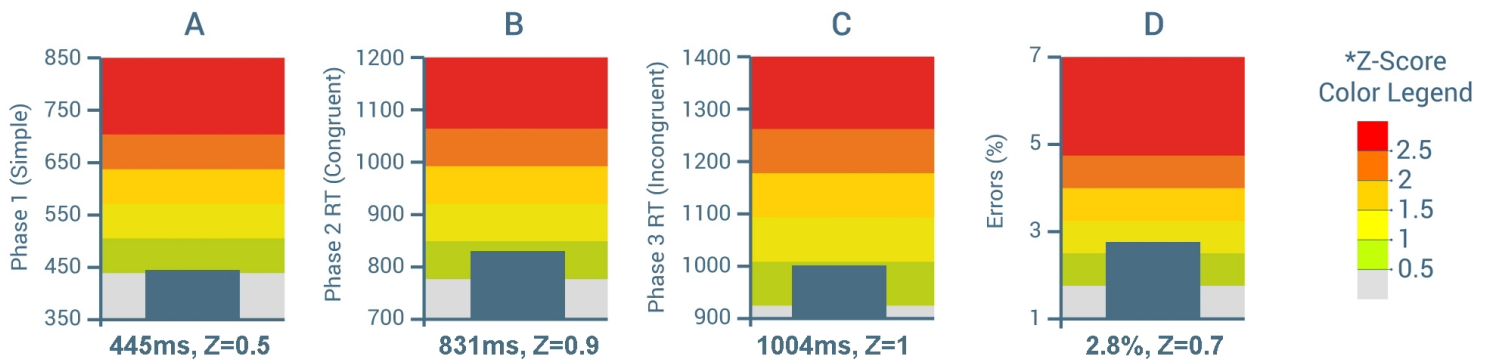 A
Phase 1 (Simple)
850
750
650
550
450
350
445ms, Z=0.5
B
Phase 2 RT (Congruent)
1200
1100
1000
900
800
700
831ms, Z=0.9
C
Phase 3 RT (Incongruent)
1400
1300
1200
1100
1000
900
1004ms, Z=1
D
Errors (%)
7
5
3
1
2.8%, Z=0.7
*Z-Score
Color Legend
2.5
2
1.5
1
0.5